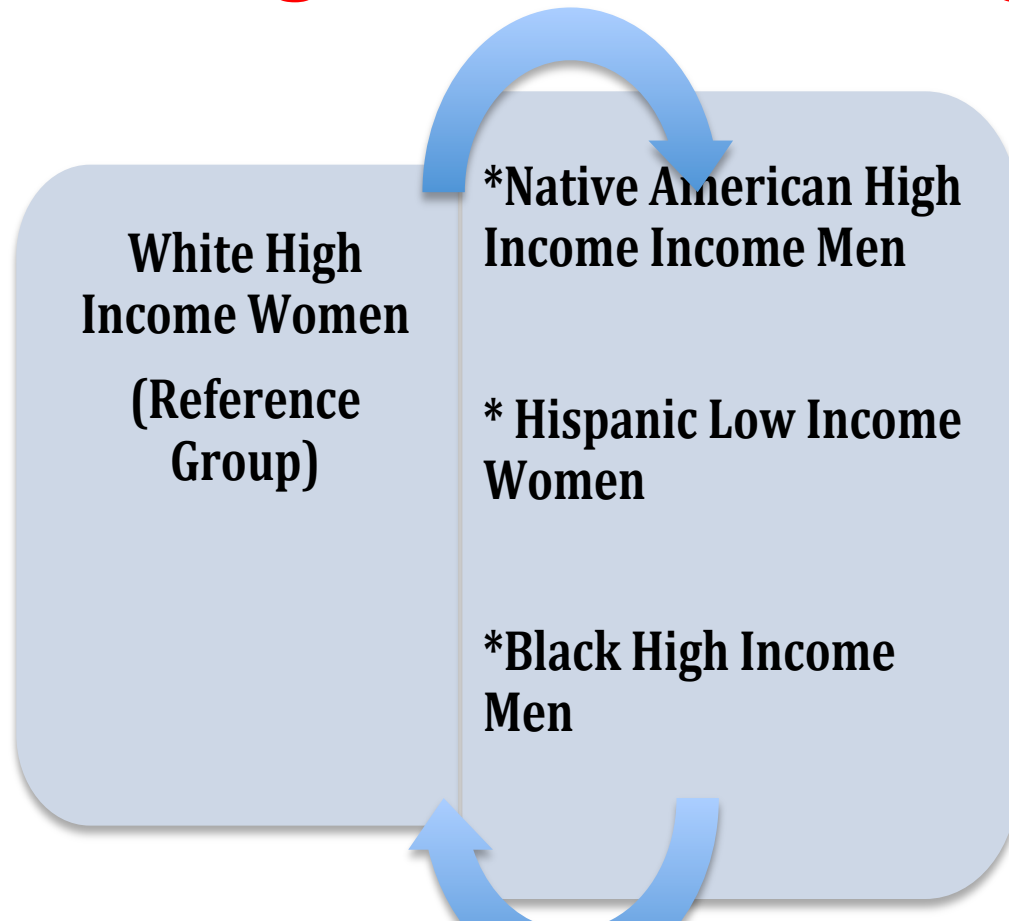 White High
Income Women
(Reference
Group)
*Native American High
Income Income Men
* Hispanic Low Income
Women
*Black High Income
Men